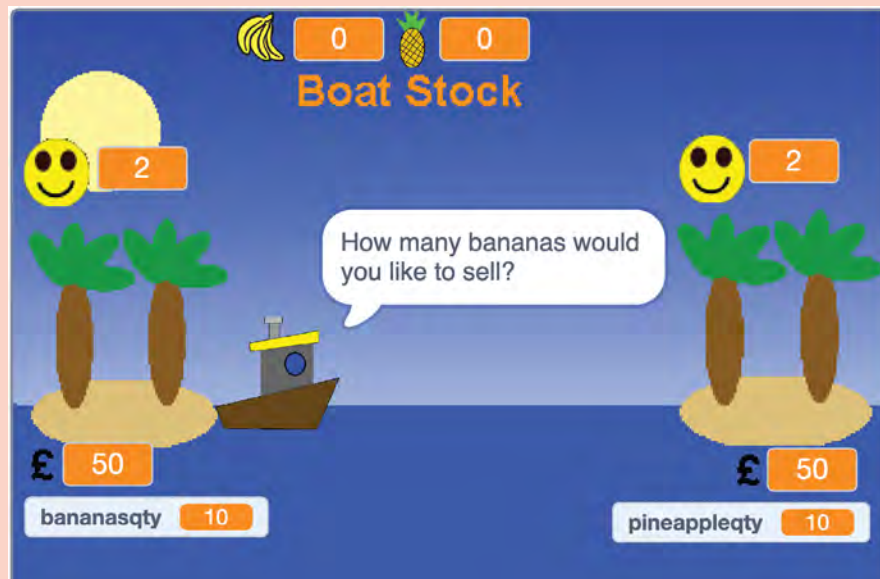 0 0
Boat Stock
2 2
How many bananas would
you like to sell?
£ 50
£ 50
bananasqty 10
pineappleqty 10